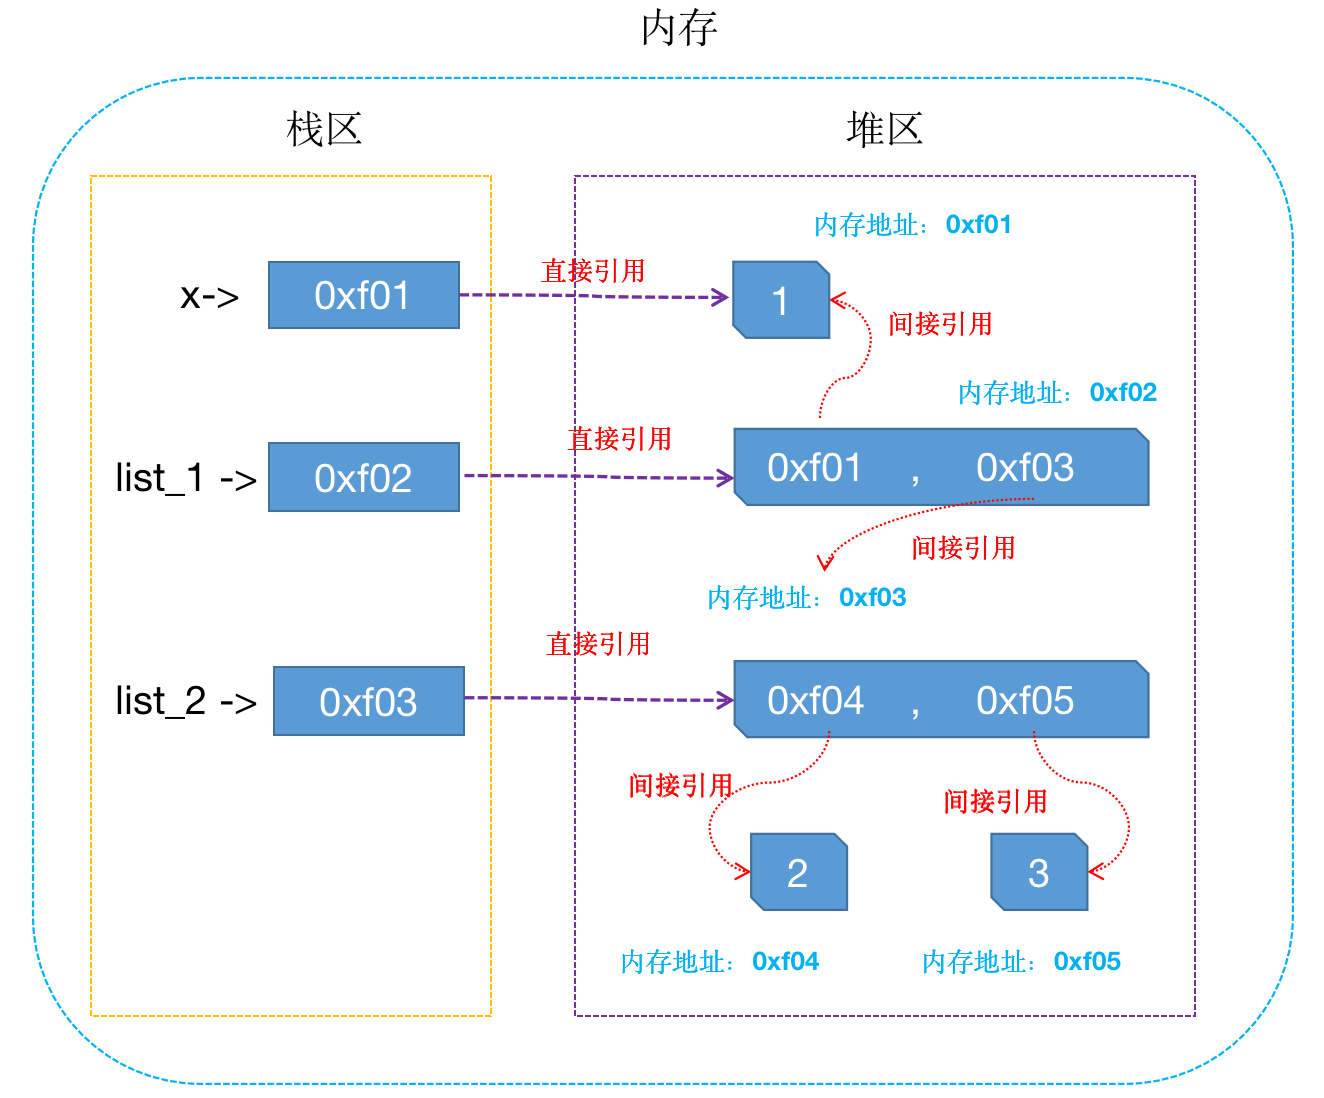 内存
栈区
堆区
内存地址：0xf01
直接引用
x->
0xf01
1
间接引用
内存地址：0xf02
直接引用
list_1 ->
0xf02
0xf01 , 0xf03
间接引用
内存地址：0xf03
直接引用
list_2 ->
0xf03
0xf04 , 0xf05
间接引用
间接引用
2
3
内存地址：0xf04
内存地址：0xf05